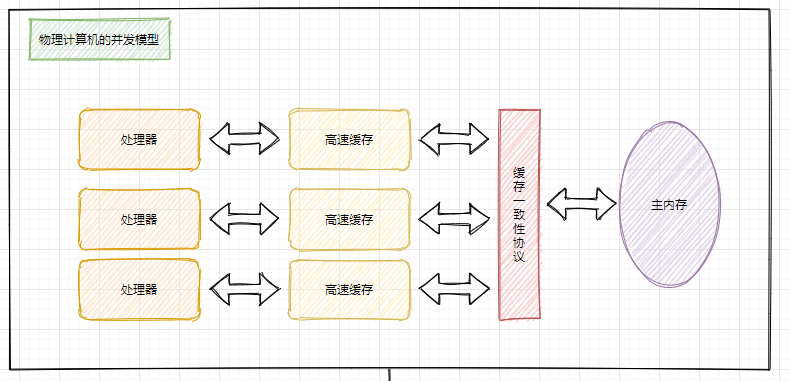 物理计算机的并发模型
处理器
高速缓存
处理器
高速缓存
处理器
高速缓存
缓存一致性协议
主内存